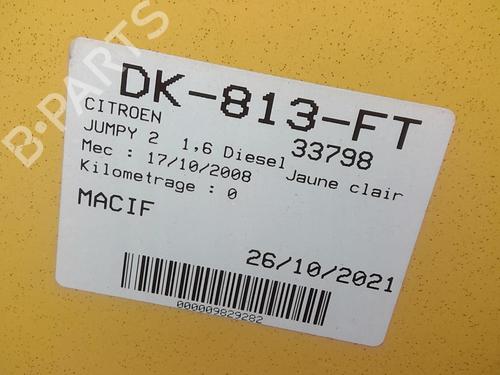 DK-813-FT
CITROEN 33798
JUMPY 2 1,6 Diesel Jaune clair
Mec : 17/10/2008
Kilometrage : 0
MACIF
26/10/2021
000009829282
B-PARTS